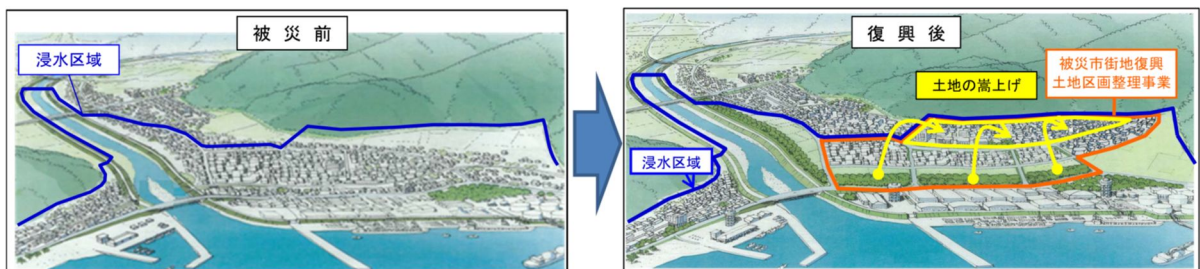 被災前
浸水区域
復興後
土地の嵩上げ
被災市街地復興
土地区画整理事業
浸水区域